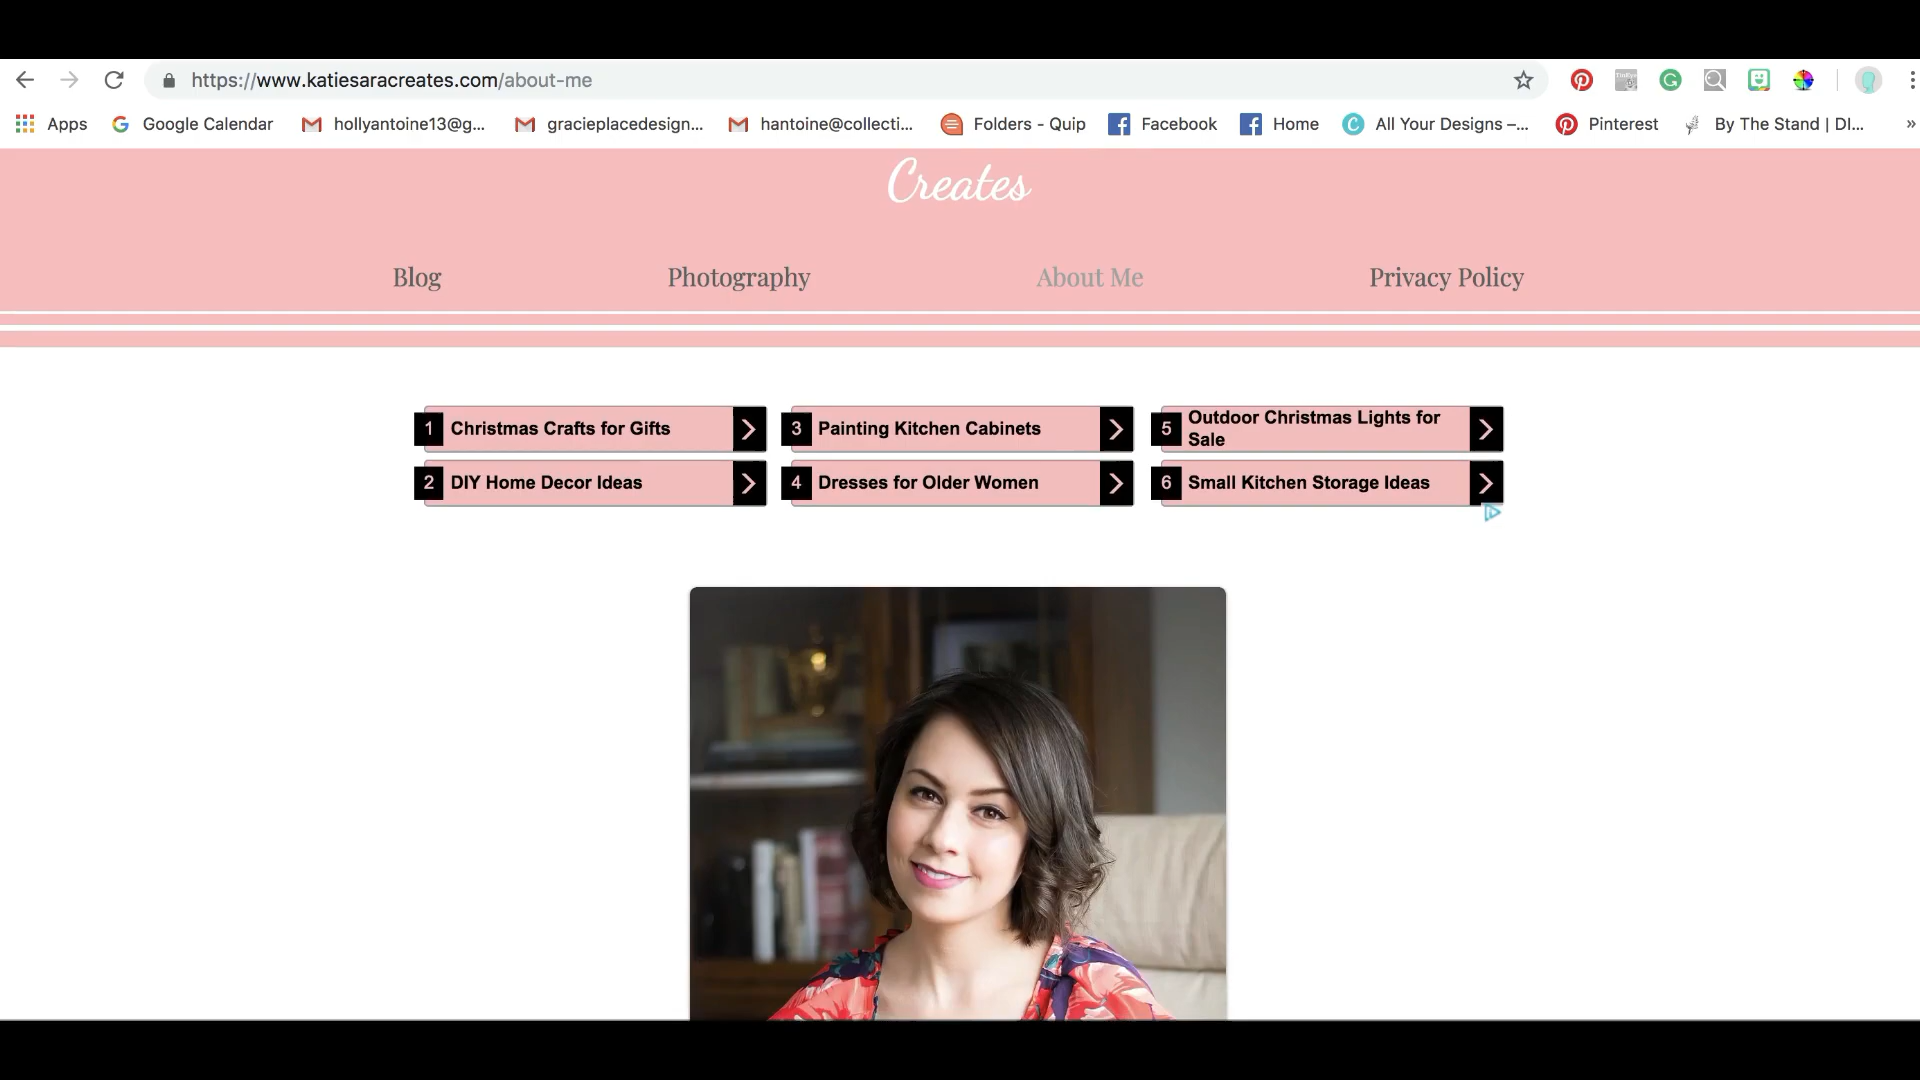 https://www.katiesaracreates.com/about-me
Apps Google Calendar hollyantoine13@g... gracieplacedesign... hantoine@collecti... Folders - Quip Facebook Home All Your Designs –... Pinterest By The Stand | DI... »
Creates
Blog Photography About Me Privacy Policy
1 Christmas Crafts for Gifts
2 DIY Home Decor Ideas
3 Painting Kitchen Cabinets
4 Dresses for Older Women
5 Outdoor Christmas Lights for
Sale
6 Small Kitchen Storage Ideas